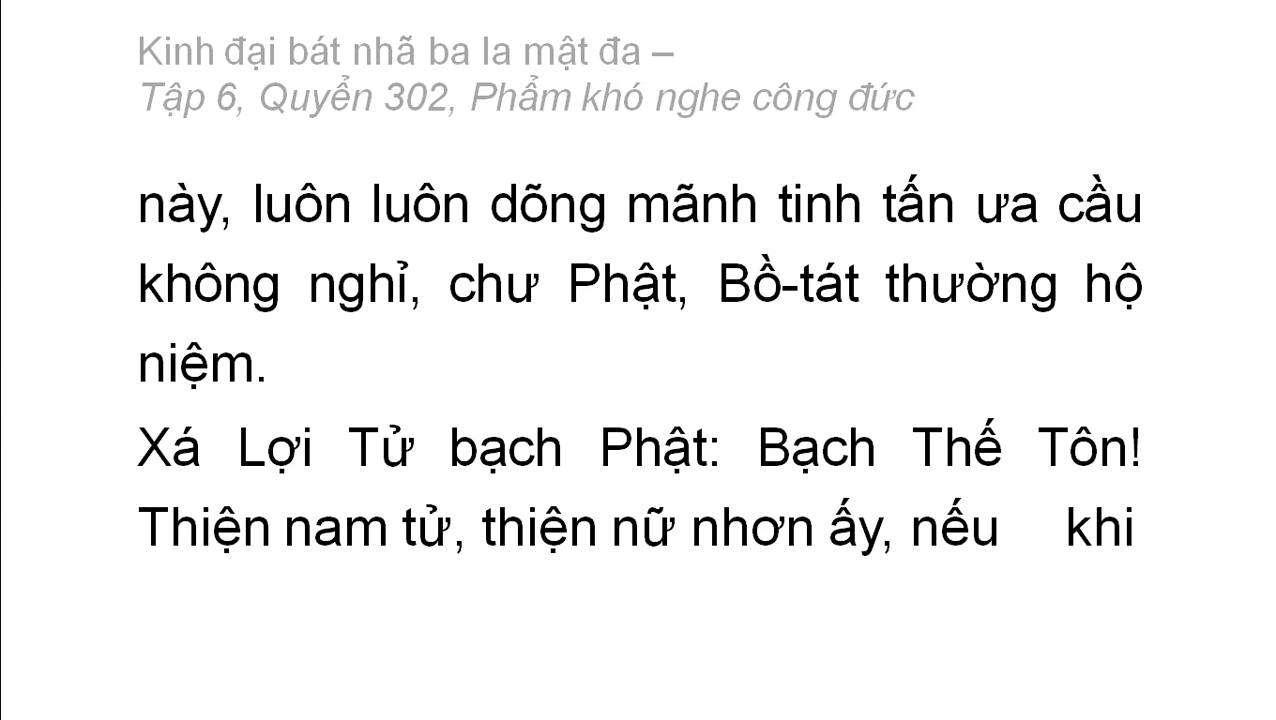 Kinh đại bát nhã ba la mật đa –
Tập 6, Quyển 302, Phẩm khó nghe công đức
này, luôn luôn dõng mãnh tinh tấn ưa cầu
không nghỉ, chư Phật, Bồ-tát thường hộ
niệm.
Xá Lợi Tử bạch Phật: Bạch Thế Tôn!
Thiện nam tử, thiện nữ nhơn ấy, nếu khi